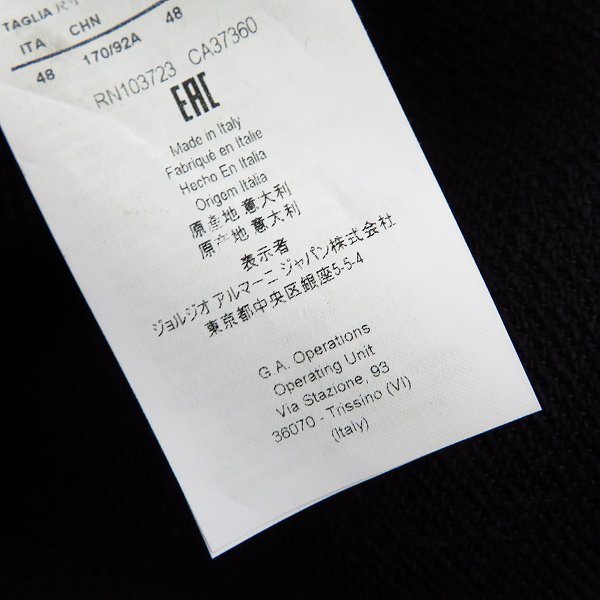 TAGLIA
ITA CHN
48 170/92A 48
RN103723 CA37360
EAC
Made in Italy
Fabriqué en Italie
Hecho En Italia
Origem Itália
原産地 意大利
原产地 意大利
表示者
ジョルジオ アルマーニ ジャパン株式会社
東京都中央区銀座5-5-4
G.A. Operations
Operating Unit
Via Stazione, 93
36070 - Trissino (VI)
(Italy)